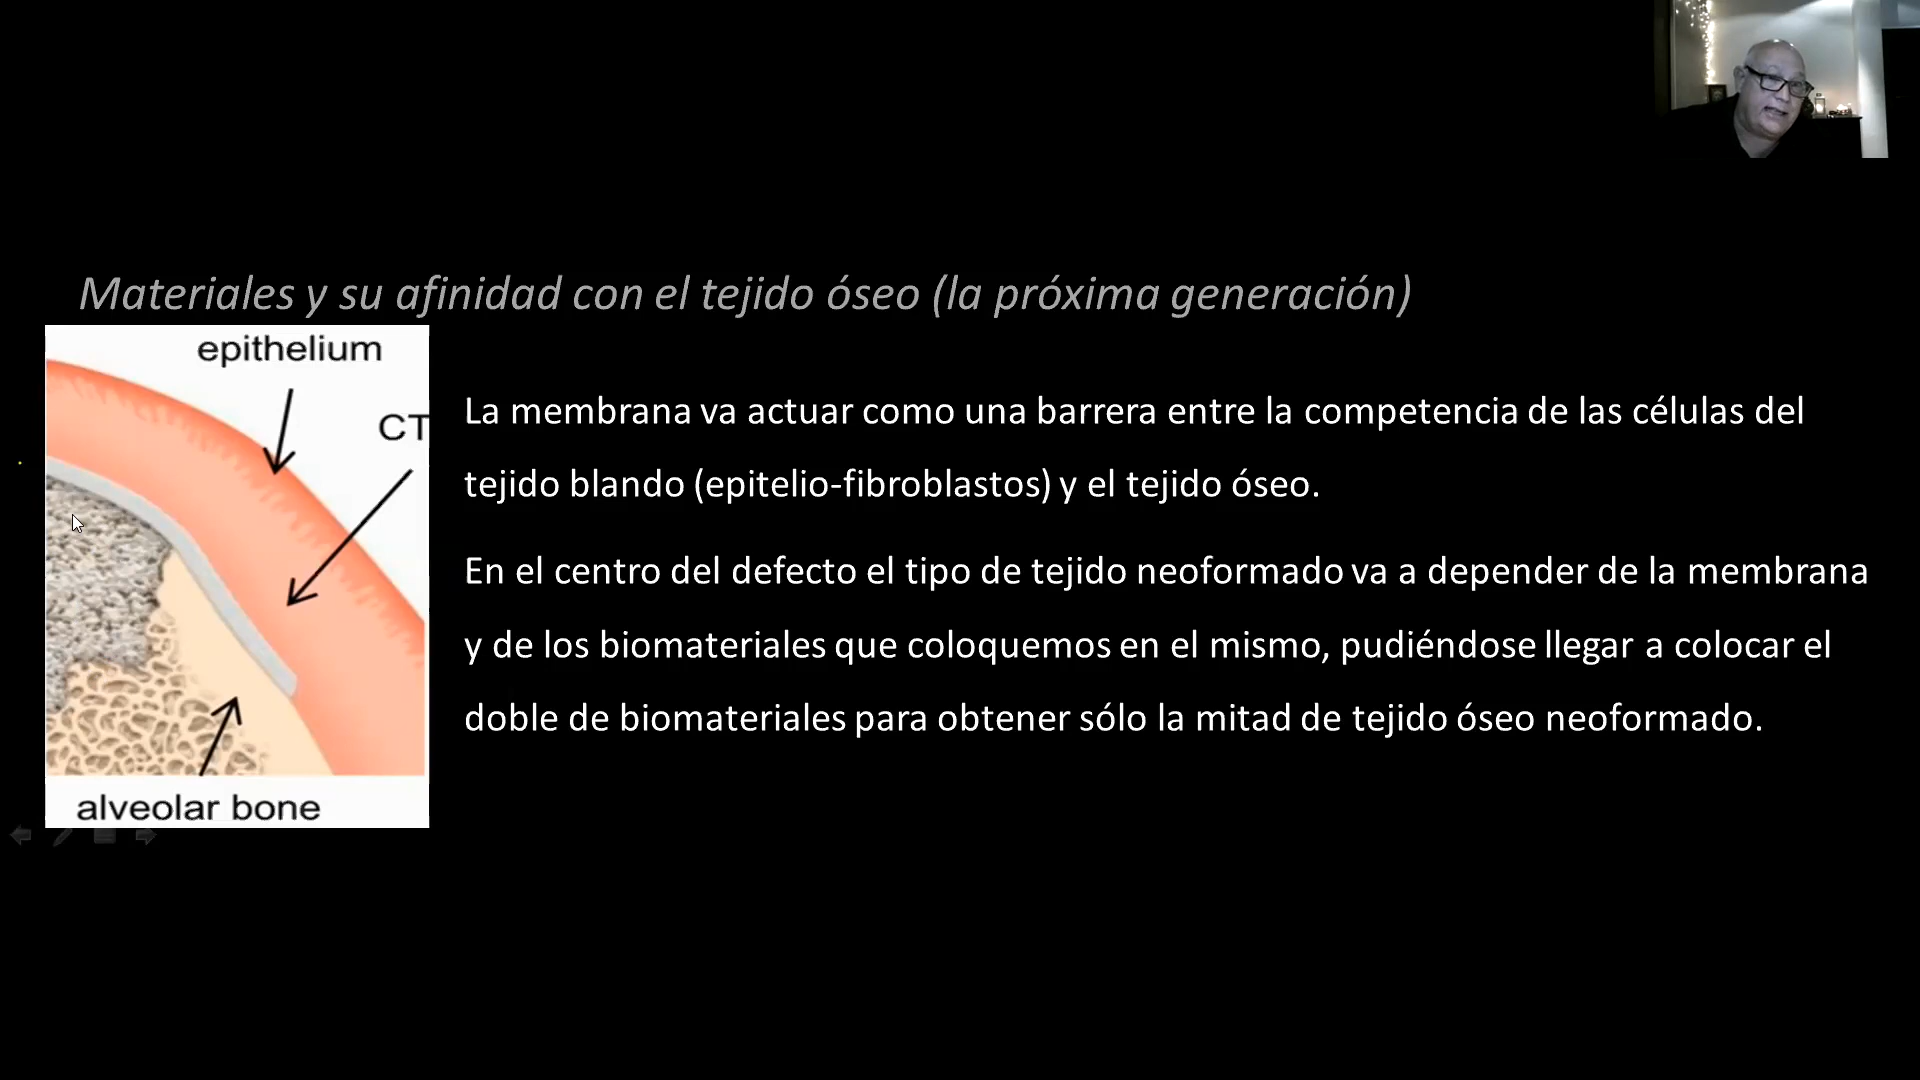 Materiales y su afinidad con el tejido óseo (la próxima generación)
epithelium
CT
alveolar bone
La membrana va actuar como una barrera entre la competencia de las células del
tejido blando (epitelio-fibroblastos) y el tejido óseo.
En el centro del defecto el tipo de tejido neoformado va a depender de la membrana
y de los biomateriales que coloquemos en el mismo, pudiéndose llegar a colocar el
doble de biomateriales para obtener sólo la mitad de tejido óseo neoformado.